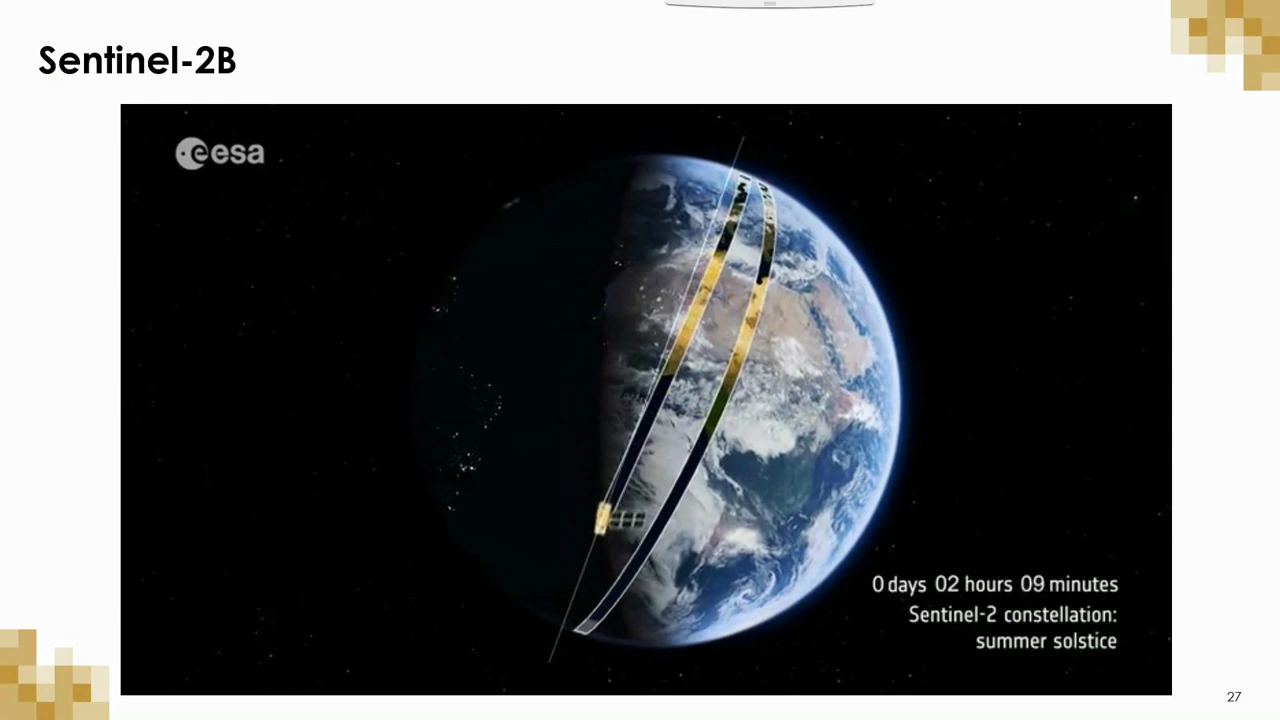 Sentinel-2B
esa
0 days 02 hours 09 minutes
Sentinel-2 constellation:
summer solstice
27